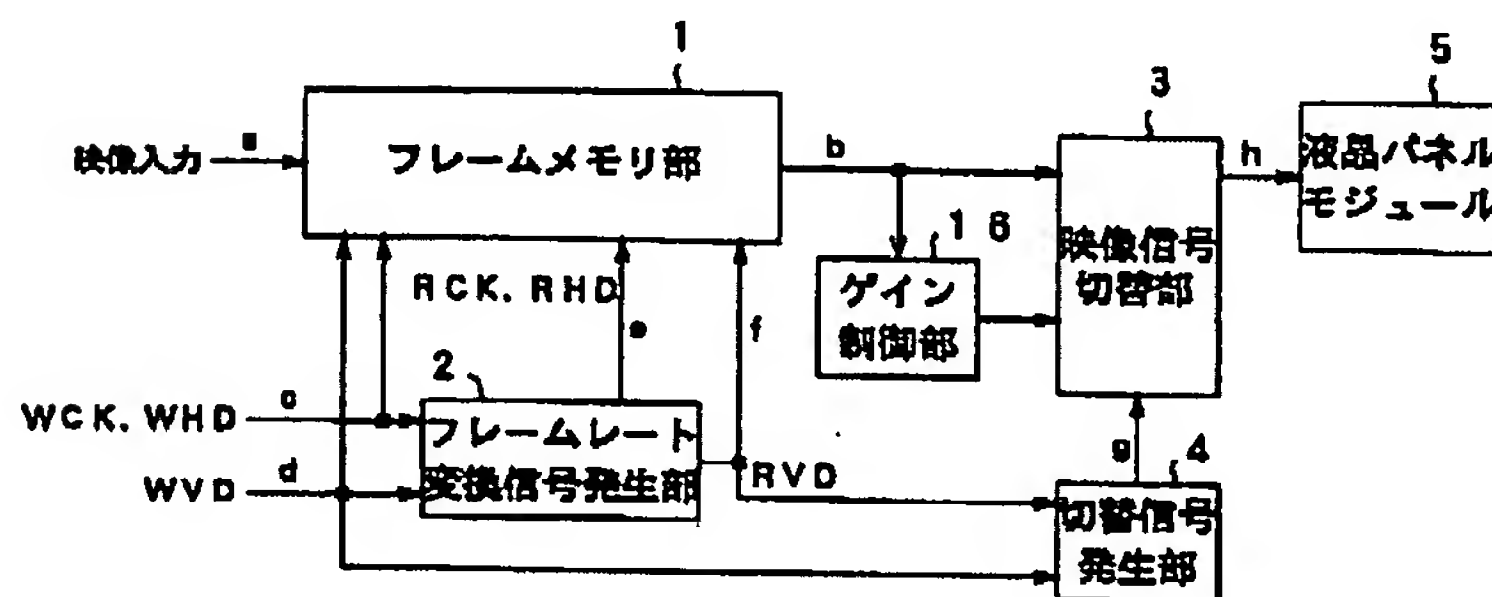 1
5
3
映像入力
a
フレームメモリ部
b
h
液晶パネル
モジュール
16
映像信号
切替部
ゲイン
制御部
RCK, RHD
e
f
2
WCK, WHD
c
フレームレート
変換信号発生部
WVD
d
RVD
g
4
切替信号
発生部